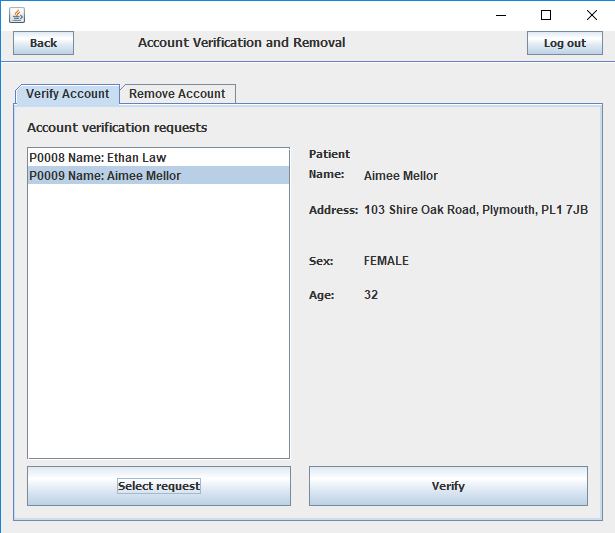 Back
Account Verification and Removal
Log out
Verify Account
Remove Account
Account verification requests
P0008 Name: Ethan Law
P0009 Name: Aimee Mellor
Patient
Name: Aimee Mellor
Address: 103 Shire Oak Road, Plymouth, PL1 7JB
Sex: FEMALE
Age: 32
Select request
Verify